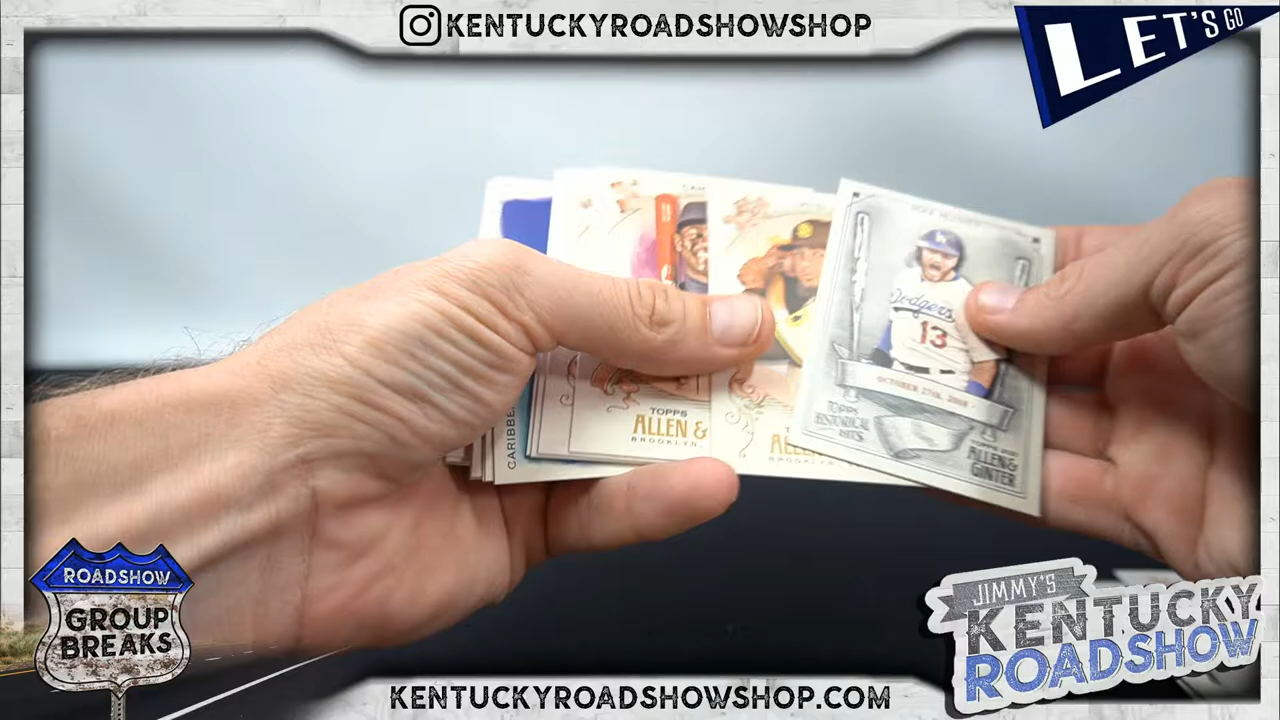 KENTUCKYROADSHOWSHOP
LET'S GO
Dodgers
13
TOPPS
HISTORICAL
HITS
ALLEN &
GINTER
TOPPS
ALLEN &
BROOKLYN
CARIBBE
ROADSHOW
GROUP
BREAKS
JIMMY'S
KENTUCKY
ROADSHOW
KENTUCKYROADSHOWSHOP.COM